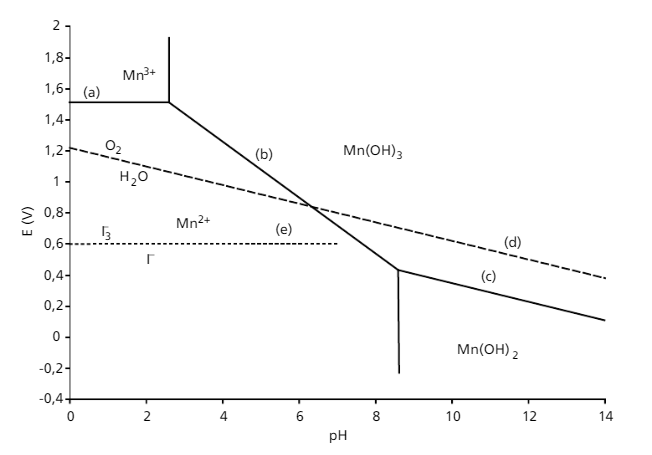 2
1,8
1,6
1,4
1,2
1
0,8
0,6
0,4
0,2
0
-0,2
-0,4
E (V)
Mn³⁺
(a)
(b)
Mn(OH)₃
O₂
H₂O
Mn²⁺
(e)
(d)
I⁻₃
I⁻
(c)
Mn(OH) ₂
0 2 4 6 8 10 12 14
pH